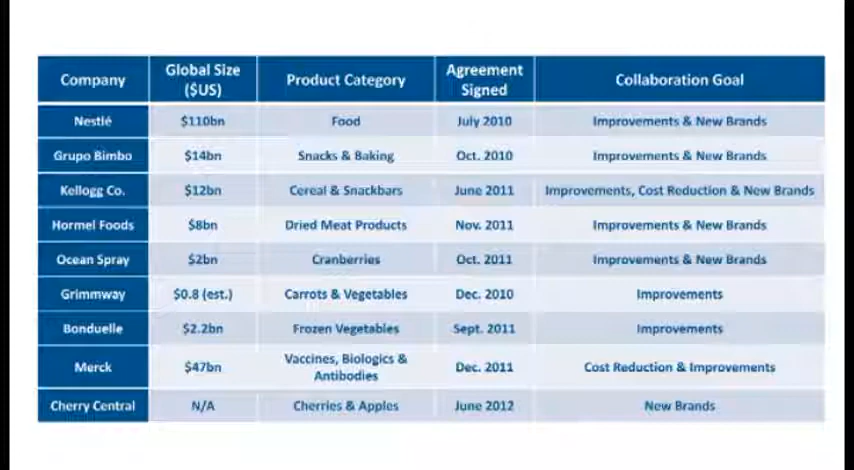 Company Global Size ($US) Product Category Agreement Signed Collaboration Goal
Nestlé $110bn Food July 2010 Improvements & New Brands
Grupo Bimbo $14bn Snacks & Baking Oct. 2010 Improvements & New Brands
Kellogg Co. $12bn Cereal & Snackbars June 2011 Improvements, Cost Reduction & New Brands
Hormel Foods $8bn Dried Meat Products Nov. 2011 Improvements & New Brands
Ocean Spray $2bn Cranberries Oct. 2011 Improvements & New Brands
Grimmway $0.8 (est.) Carrots & Vegetables Dec. 2010 Improvements
Bonduelle $2.2bn Frozen Vegetables Sept. 2011 Improvements
Merck $47bn Vaccines, Biologics & Antibodies Dec. 2011 Cost Reduction & Improvements
Cherry Central N/A Cherries & Apples June 2012 New Brands